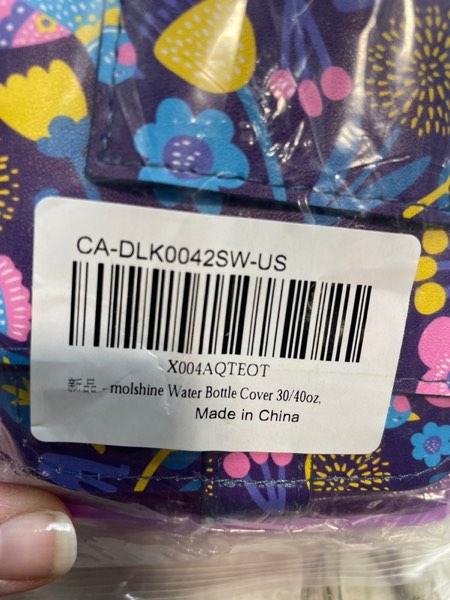 CA-DLK0042SW-US
X004AQTEOT
新品 - molshine Water Bottle Cover 30/40oz,
Made in China